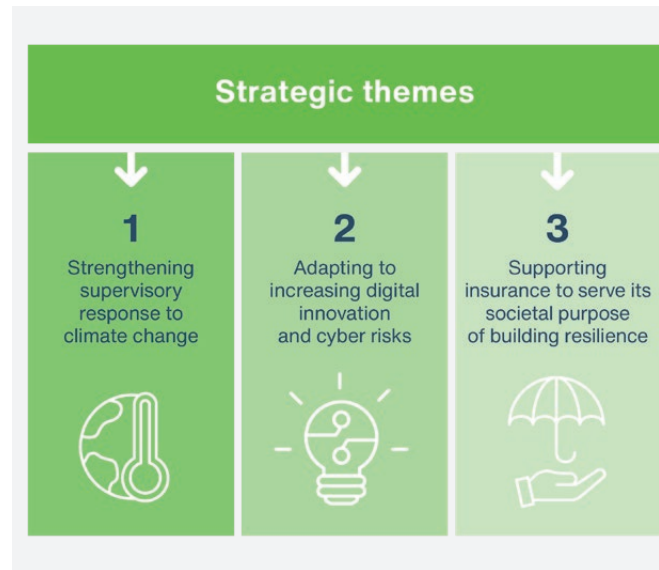 Strategic themes
1
Strengthening
supervisory
response to
climate change
2
Adapting to
increasing digital
innovation
and cyber risks
3
Supporting
insurance to serve its
societal purpose
of building resilience